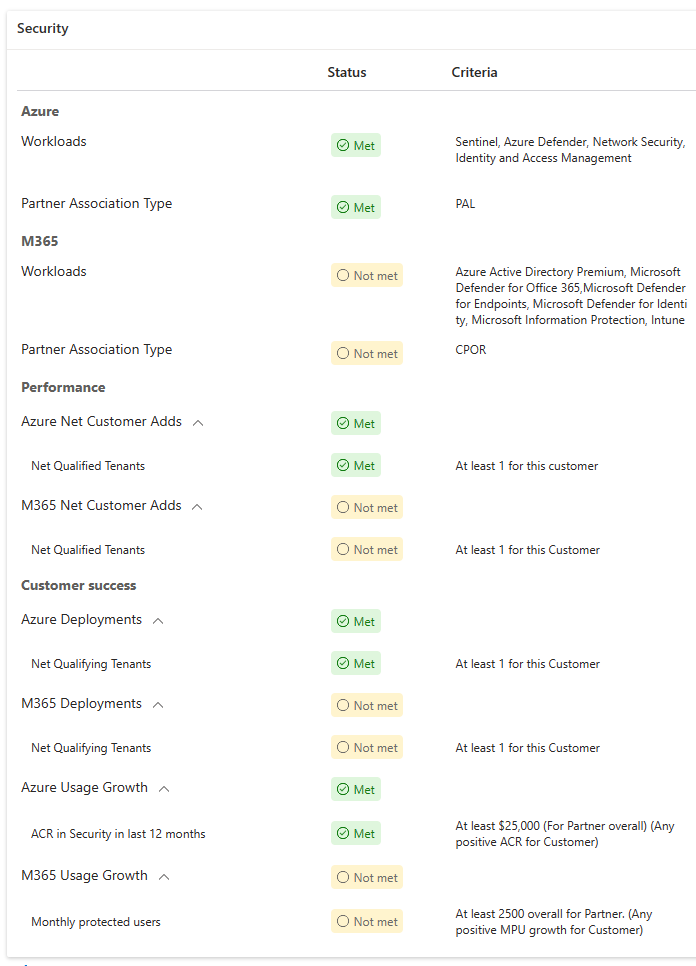 Security
Status Criteria
Azure
Workloads Met Sentinel, Azure Defender, Network Security,
Identity and Access Management
Partner Association Type Met PAL
M365
Workloads Not met Azure Active Directory Premium, Microsoft
Defender for Office 365,Microsoft Defender
for Endpoints, Microsoft Defender for Identi
ty, Microsoft Information Protection, Intune
Partner Association Type Not met CPOR
Performance
Azure Net Customer Adds Met
Net Qualified Tenants Met At least 1 for this customer
M365 Net Customer Adds Not met
Net Qualified Tenants Not met At least 1 for this Customer
Customer success
Azure Deployments Met
Net Qualifying Tenants Met At least 1 for this Customer
M365 Deployments Not met
Net Qualifying Tenants Not met At least 1 for this Customer
Azure Usage Growth Met
ACR in Security in last 12 months Met At least $25,000 (For Partner overall) (Any
positive ACR for Customer)
M365 Usage Growth Not met
Monthly protected users Not met At least 2500 overall for Partner. (Any
positive MPU growth for Customer)